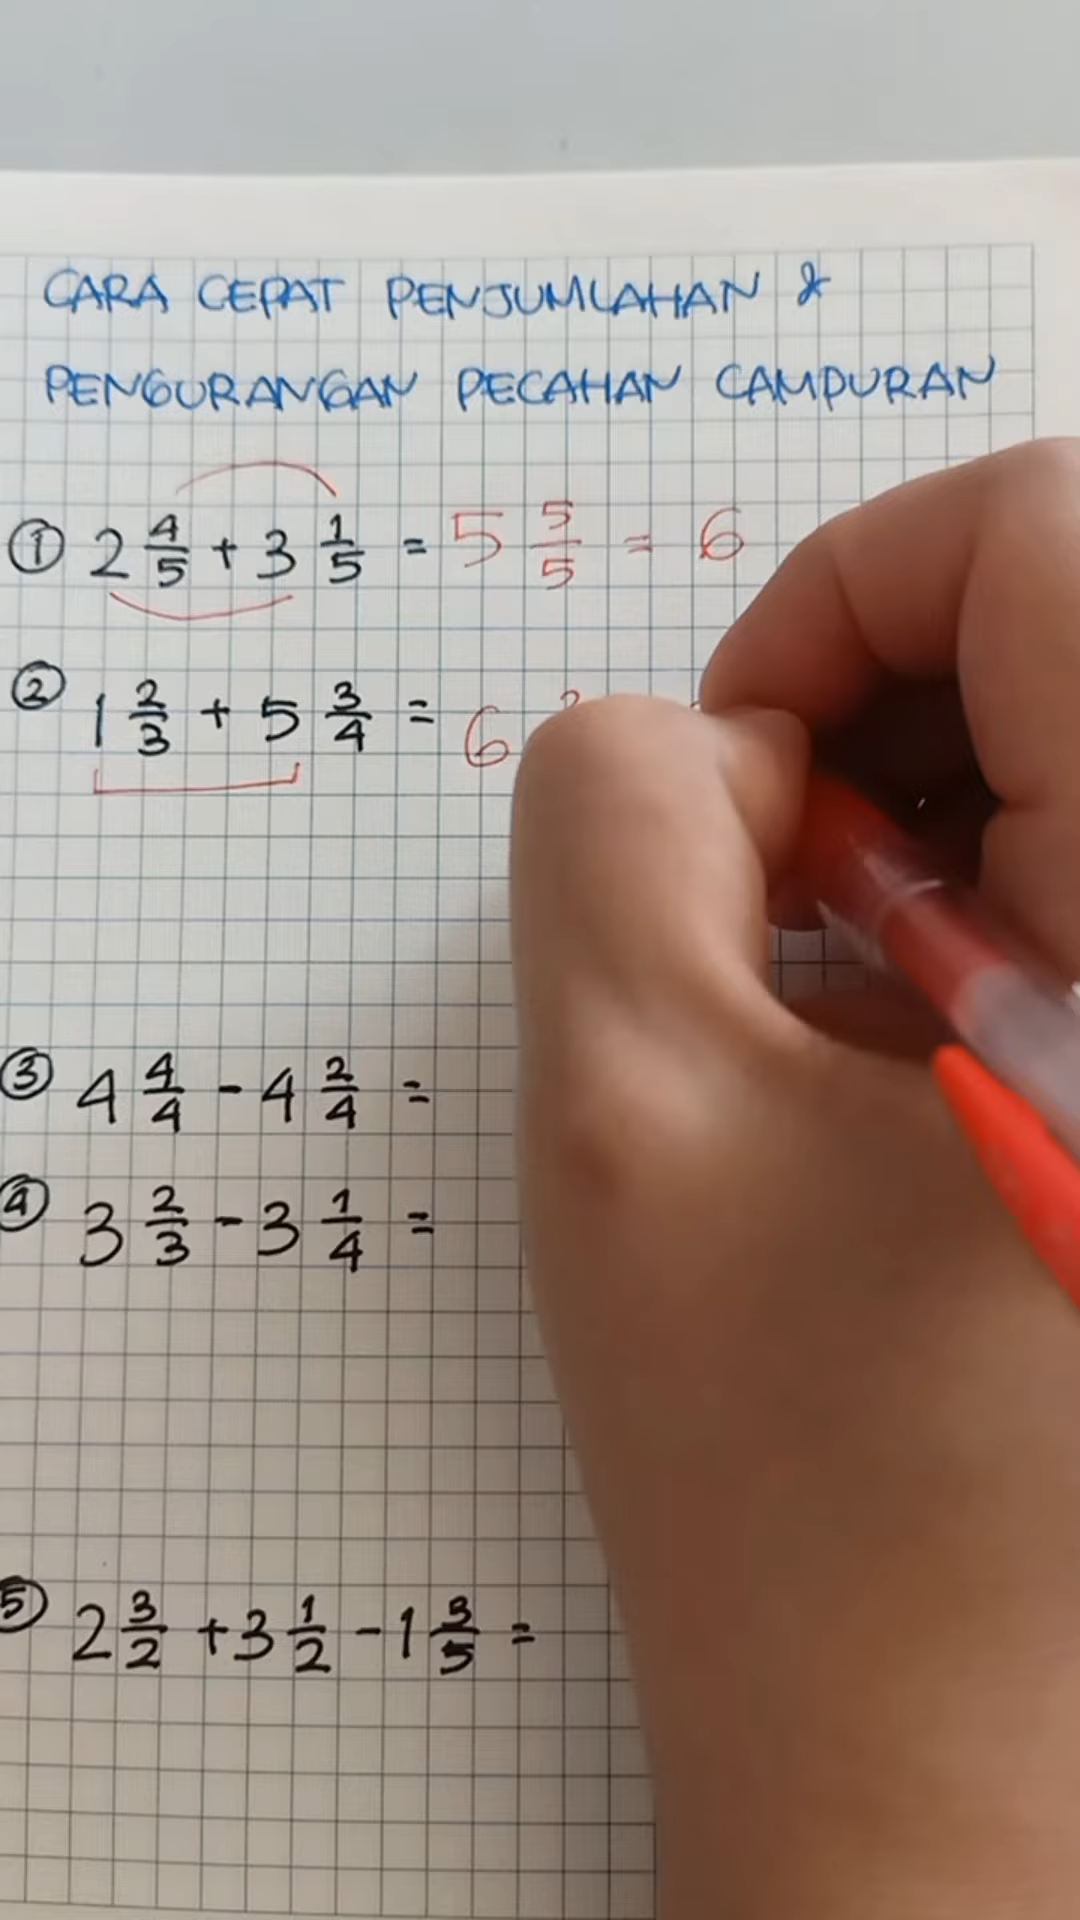 CARA CEPAT PENJUMLAHAN &
PENGURANGAN PECAHAN CAMPURAN
① 2 4/5 + 3 1/5 = 5 5/5 = 6
② 1 2/3 + 5 3/4 = 6
③ 4 4/4 - 4 2/4 =
④ 3 2/3 - 3 1/4 =
⑤ 2 3/2 + 3 1/2 - 1 3/5 =